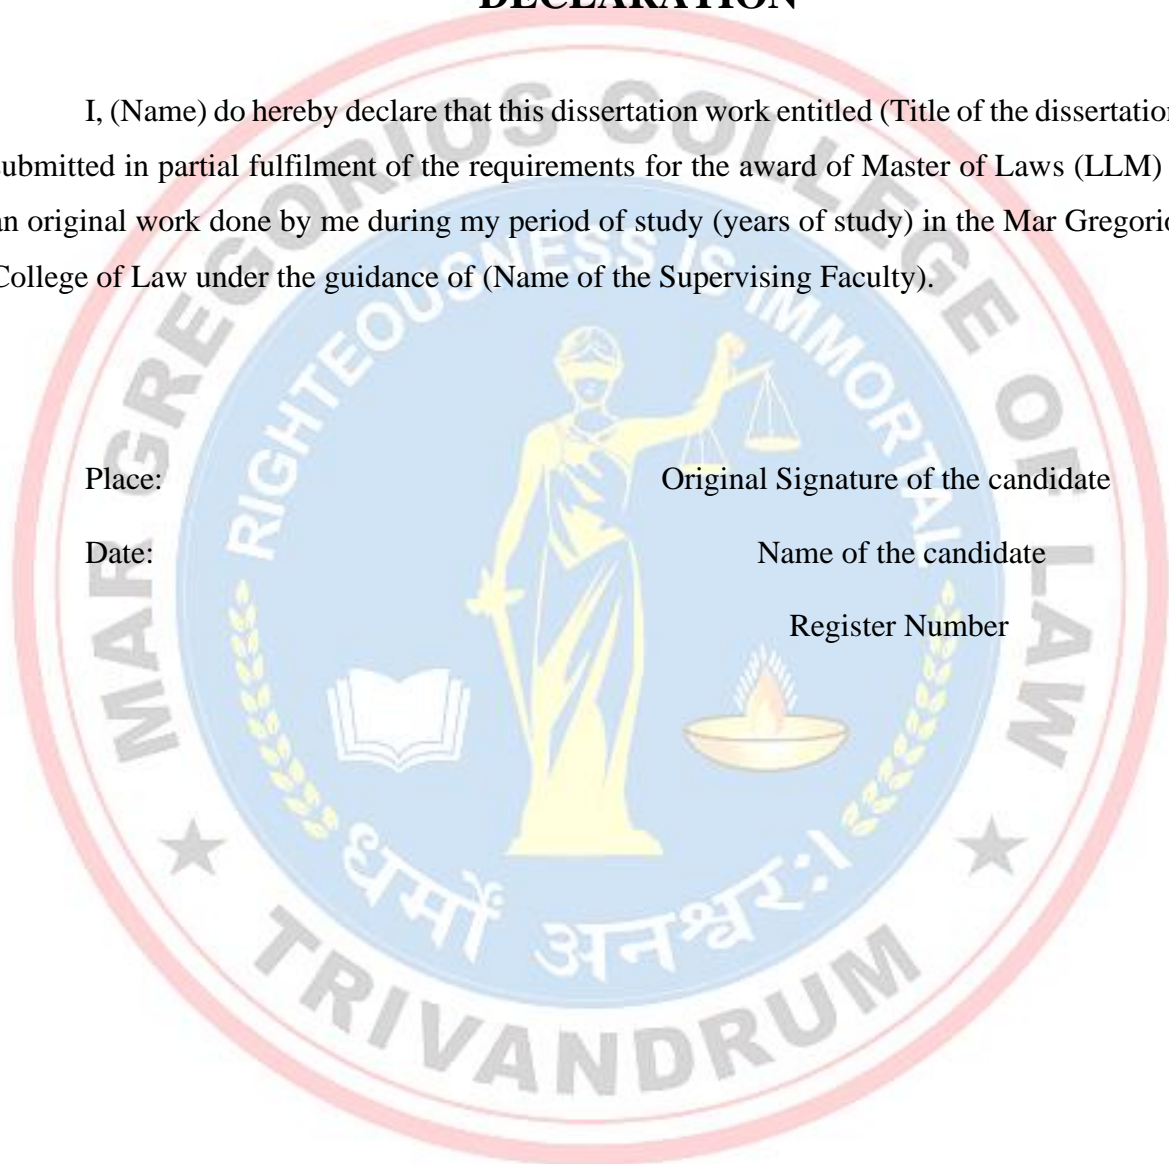 DECLARATION
I, (Name) do hereby declare that this dissertation work entitled (Title of the dissertation
submitted in partial fulfilment of the requirements for the award of Master of Laws (LLM)
an original work done by me during my period of study (years of study) in the Mar Gregorio
College of Law under the guidance of (Name of the Supervising Faculty).
Place:
Original Signature of the candidate
Date:
Name of the candidate
Register Number
MAR GREGORIOS COLLEGE OF LAW
RIGHTEOUSNESS IS IMMORTAL
धर्मो अनश्वरः।
TRIVANDRUM